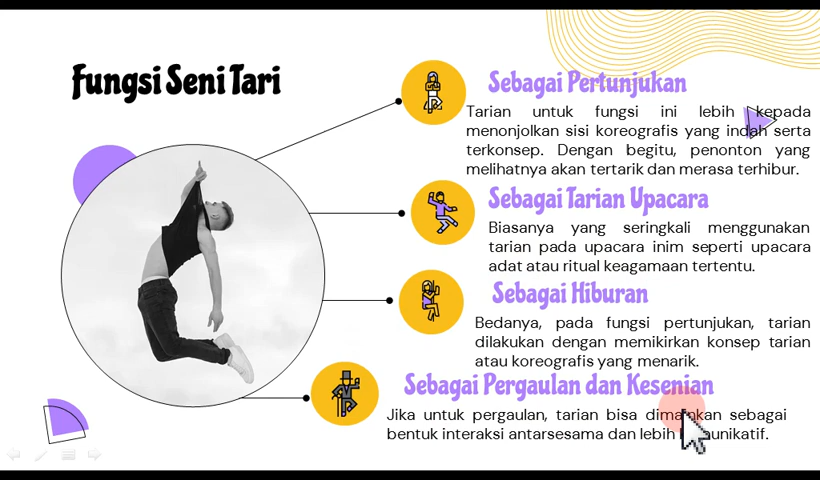 Fungsi Seni Tari
Sebagai Pertunjukan
Tarian untuk fungsi ini lebih kepada
menonjolkan sisi koreografis yang indah serta
terkonsep. Dengan begitu, penonton yang
melihatnya akan tertarik dan merasa terhibur.
Sebagai Tarian Upacara
Biasanya yang seringkali menggunakan
tarian pada upacara inim seperti upacara
adat atau ritual keagamaan tertentu.
Sebagai Hiburan
Bedanya, pada fungsi pertunjukan, tarian
dilakukan dengan memikirkan konsep tarian
atau koreografis yang menarik.
Sebagai Pergaulan dan Kesenian
Jika untuk pergaulan, tarian bisa dimainkan sebagai
bentuk interaksi antarsesama dan lebih